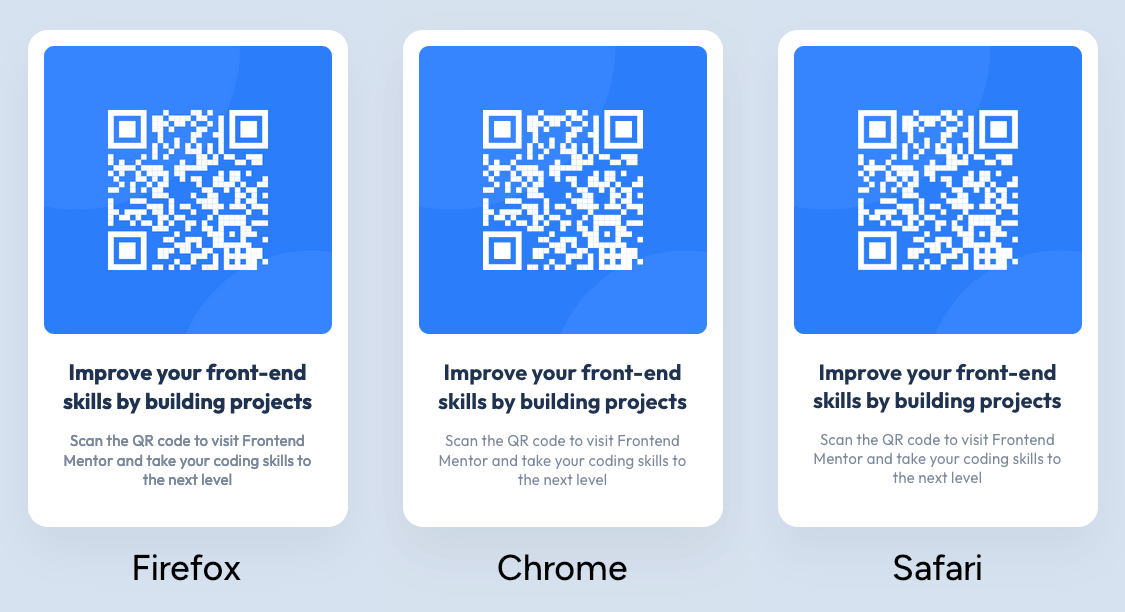 Improve your front-end
skills by building projects
Scan the QR code to visit Frontend
Mentor and take your coding skills to
the next level
Firefox
Improve your front-end
skills by building projects
Scan the QR code to visit Frontend
Mentor and take your coding skills to
the next level
Chrome
Improve your front-end
skills by building projects
Scan the QR code to visit Frontend
Mentor and take your coding skills to
the next level
Safari